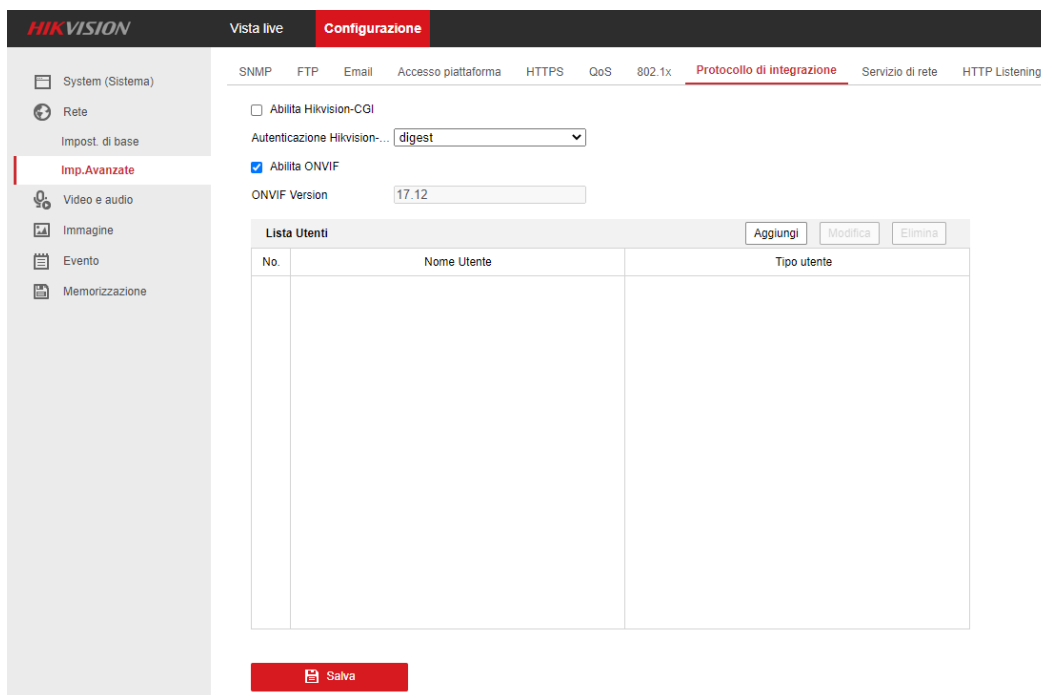 HIKVISION
Vista live
Configurazione
System (Sistema)
Rete
Impost. di base
Imp.Avanzate
Video e audio
Immagine
Evento
Memorizzazione
SNMP FTP Email Accesso piattaforma HTTPS QoS 802.1x Protocollo di integrazione Servizio di rete HTTP Listening
Abilita Hikvision-CGI
Autenticazione Hikvision-... digest
Abilita ONVIF
ONVIF Version 17.12
Lista Utenti Aggiungi Modifica Elimina
No. Nome Utente Tipo utente
Salva